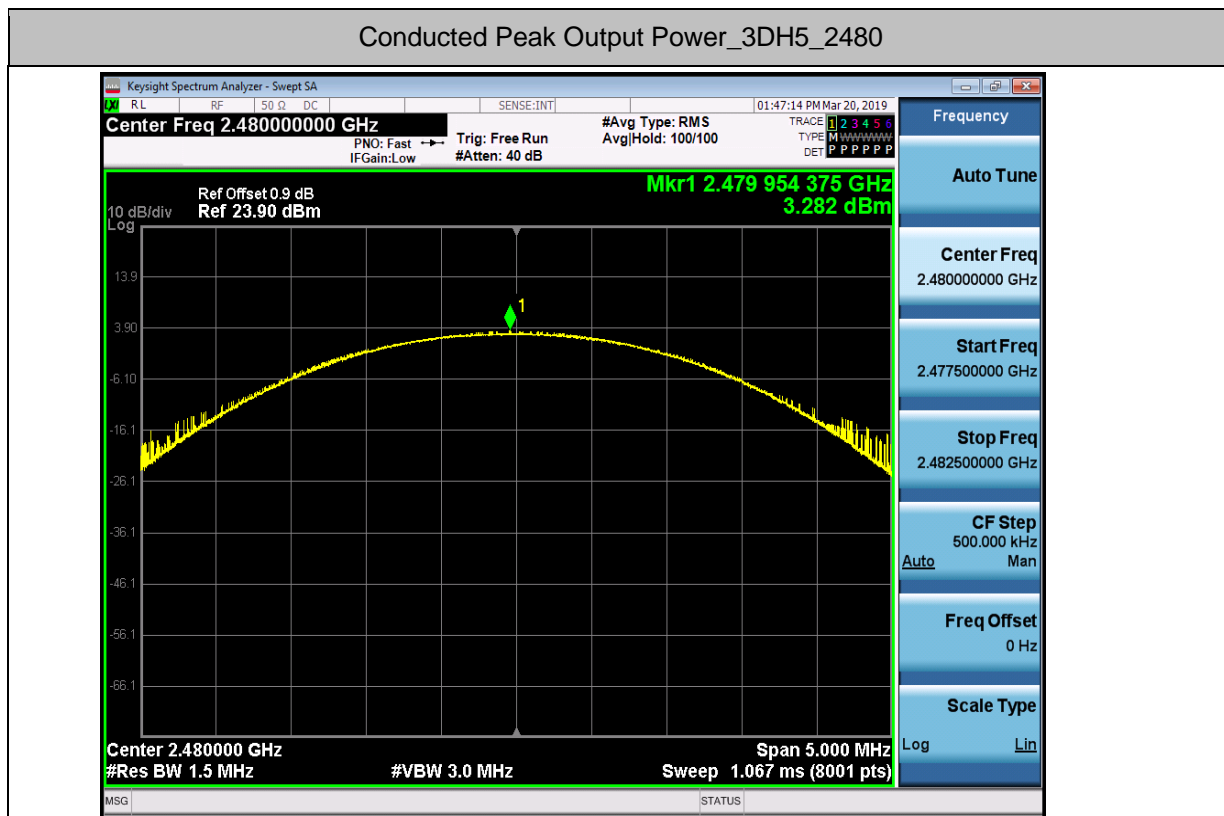 Conducted Peak Output Power_3DH5_2480
Keysight Spectrum Analyzer - Swept SA
LXI RL RF 50 Ω DC SENSE:INT 01:47:14 PM Mar 20, 2019
Center Freq 2.480000000 GHz
PNO: Fast
IFGain:Low
Trig: Free Run
#Atten: 40 dB
#Avg Type: RMS
Avg|Hold: 100/100
TRACE 1 2 3 4 5 6
TYPE M WWWWW
DET P P P P P P
Mkr1 2.479 954 375 GHz
3.282 dBm
Ref Offset 0.9 dB
10 dB/div Ref 23.90 dBm
Log
1
13.9
3.90
-6.10
-16.1
-26.1
-36.1
-46.1
-56.1
-66.1
Center 2.480000 GHz Span 5.000 MHz
#Res BW 1.5 MHz #VBW 3.0 MHz Sweep 1.067 ms (8001 pts)
MSG STATUS
Frequency
Auto Tune
Center Freq
2.480000000 GHz
Start Freq
2.477500000 GHz
Stop Freq
2.482500000 GHz
CF Step
500.000 kHz
Auto Man
Freq Offset
0 Hz
Scale Type
Log Lin